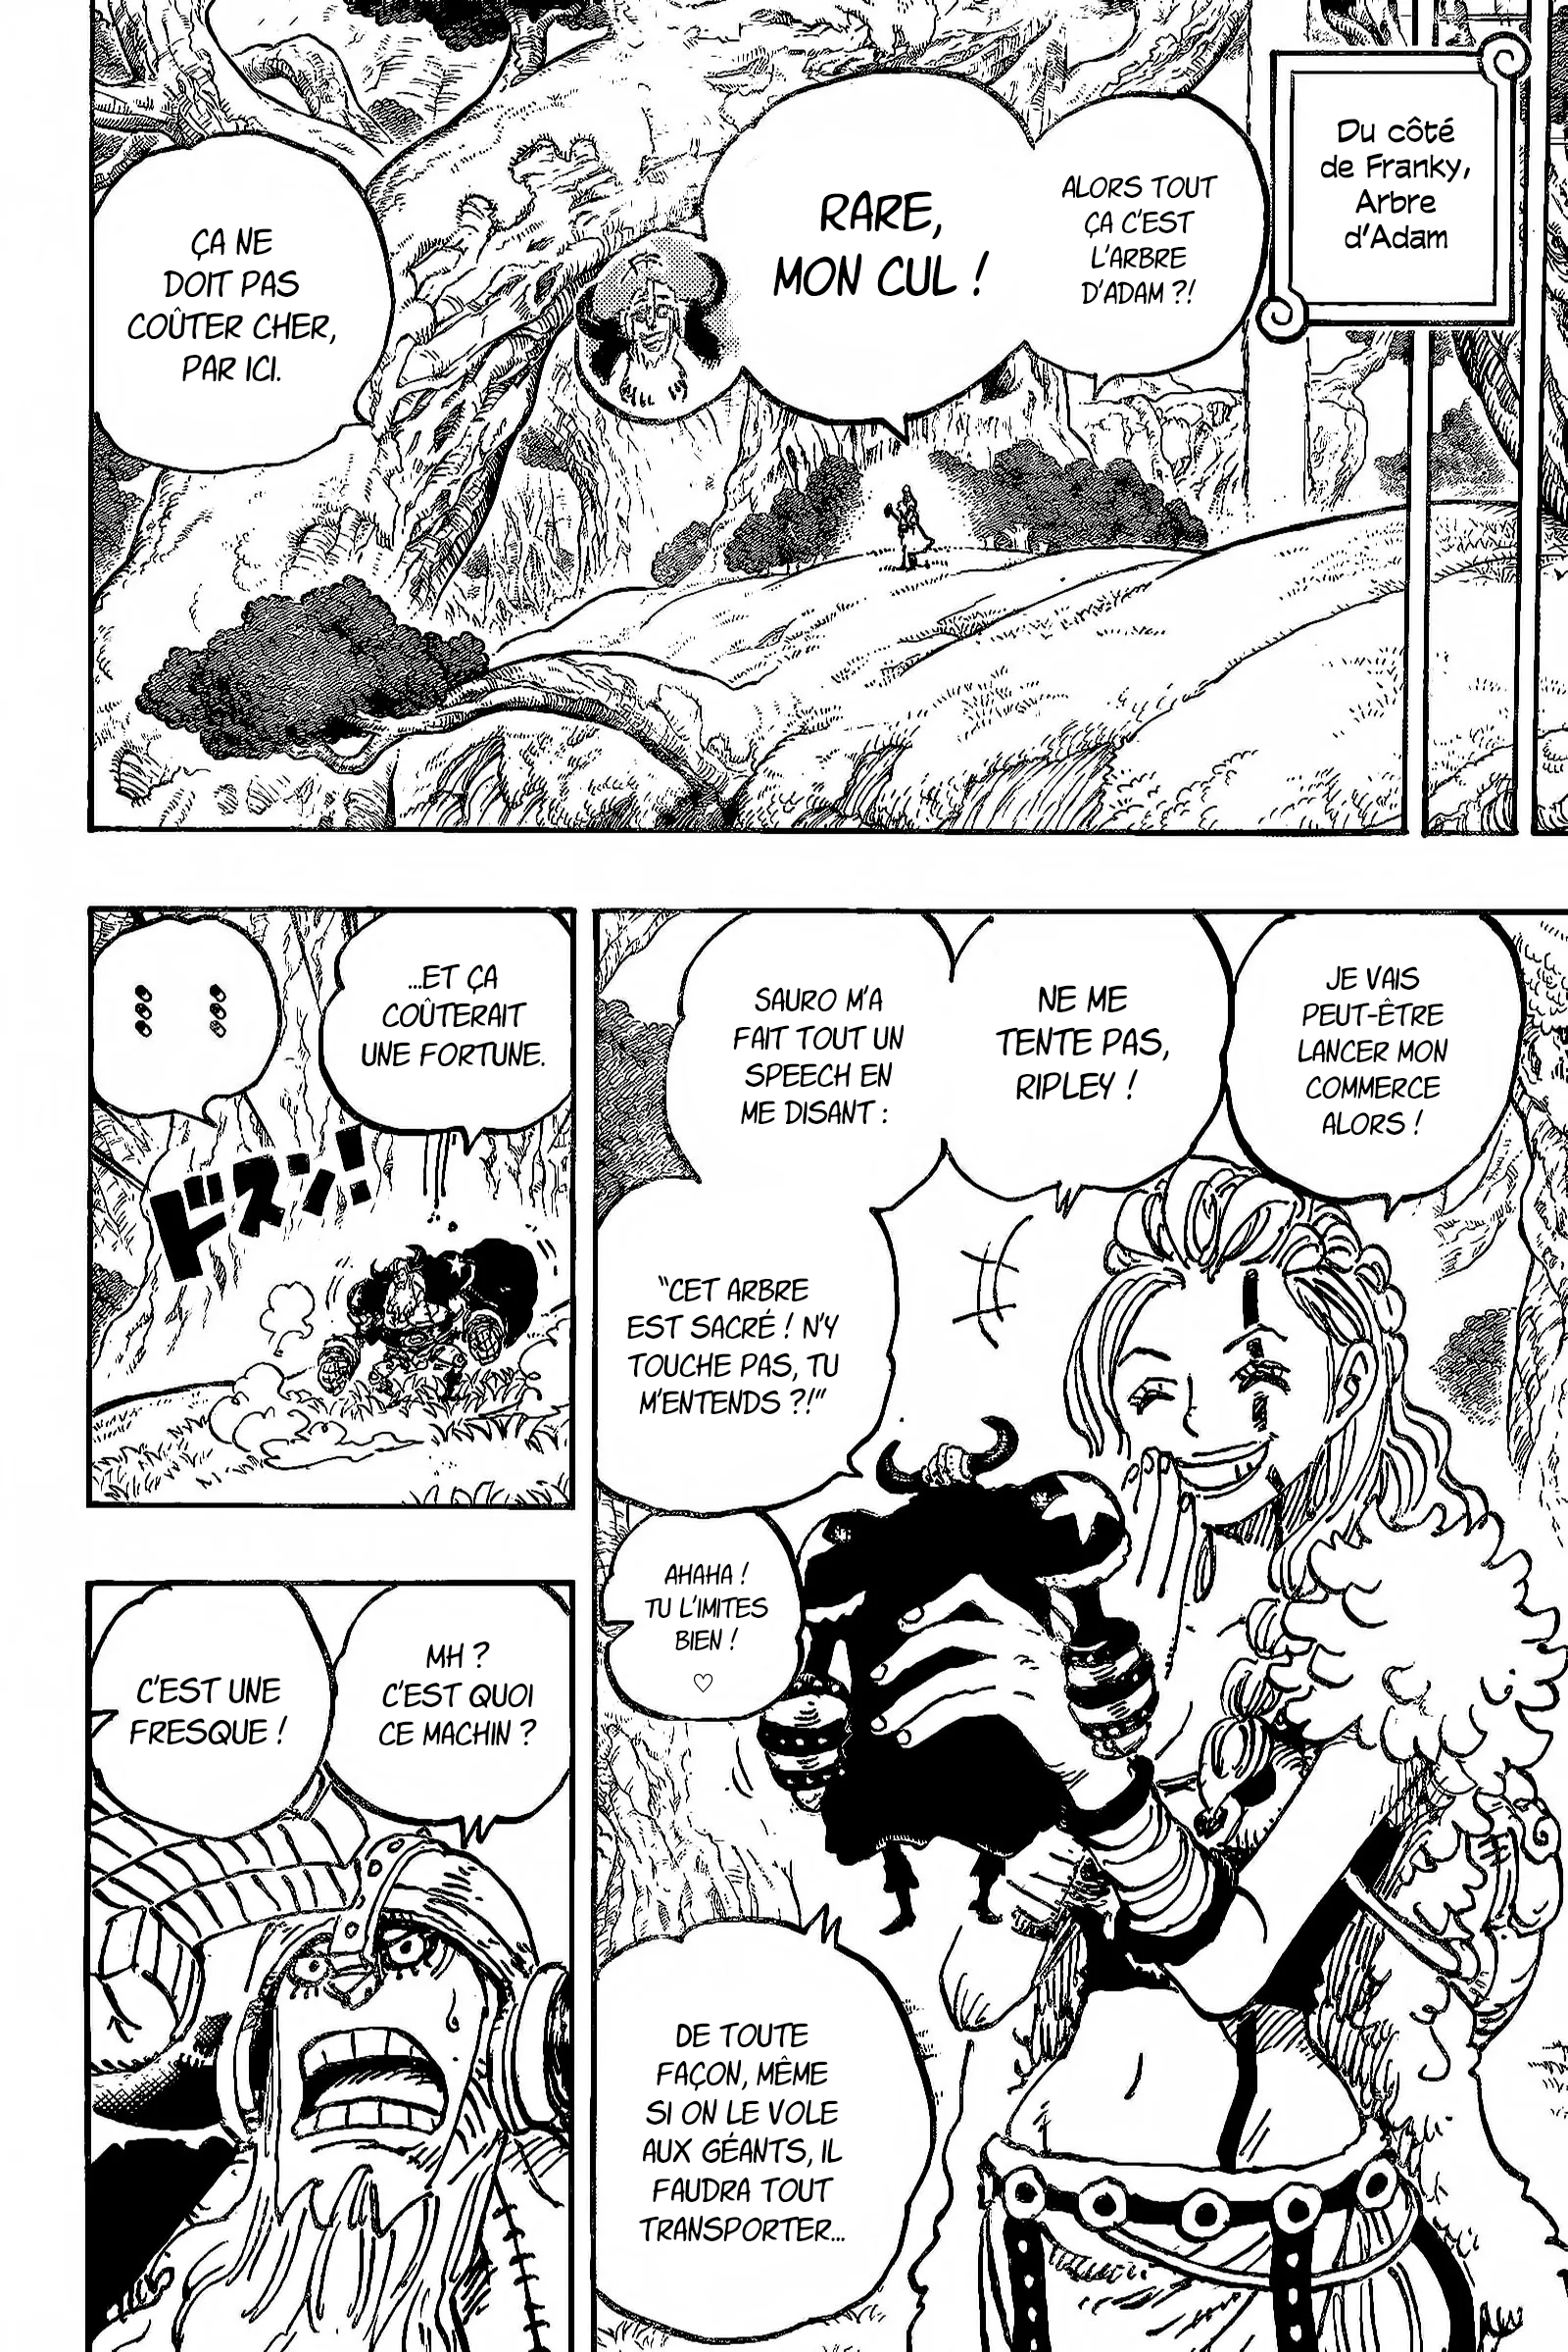 Du côté
de Franky,
Arbre
d'Adam
ALORS TOUT
ÇA C'EST
L'ARBRE
D'ADAM ?!
RARE,
MON CUL !
ÇA NE
DOIT PAS
COÛTER CHER,
PAR ICI.
JE VAIS
PEUT-ÊTRE
LANCER MON
COMMERCE
ALORS !
NE ME
TENTE PAS,
RIPLEY !
SAURO M'A
FAIT TOUT UN
SPEECH EN
ME DISANT :
"CET ARBRE
EST SACRÉ ! N'Y
TOUCHE PAS, TU
M'ENTENDS ?!"
AHAHA !
TU L'IMITES
BIEN !
♡
DE TOUTE
FAÇON, MÊME
SI ON LE VOLE
AUX GÉANTS, IL
FAUDRA TOUT
TRANSPORTER...
...ET ÇA
COÛTERAIT
UNE FORTUNE.
ドスン!
MH ?
C'EST QUOI
CE MACHIN ?
C'EST UNE
FRESQUE !